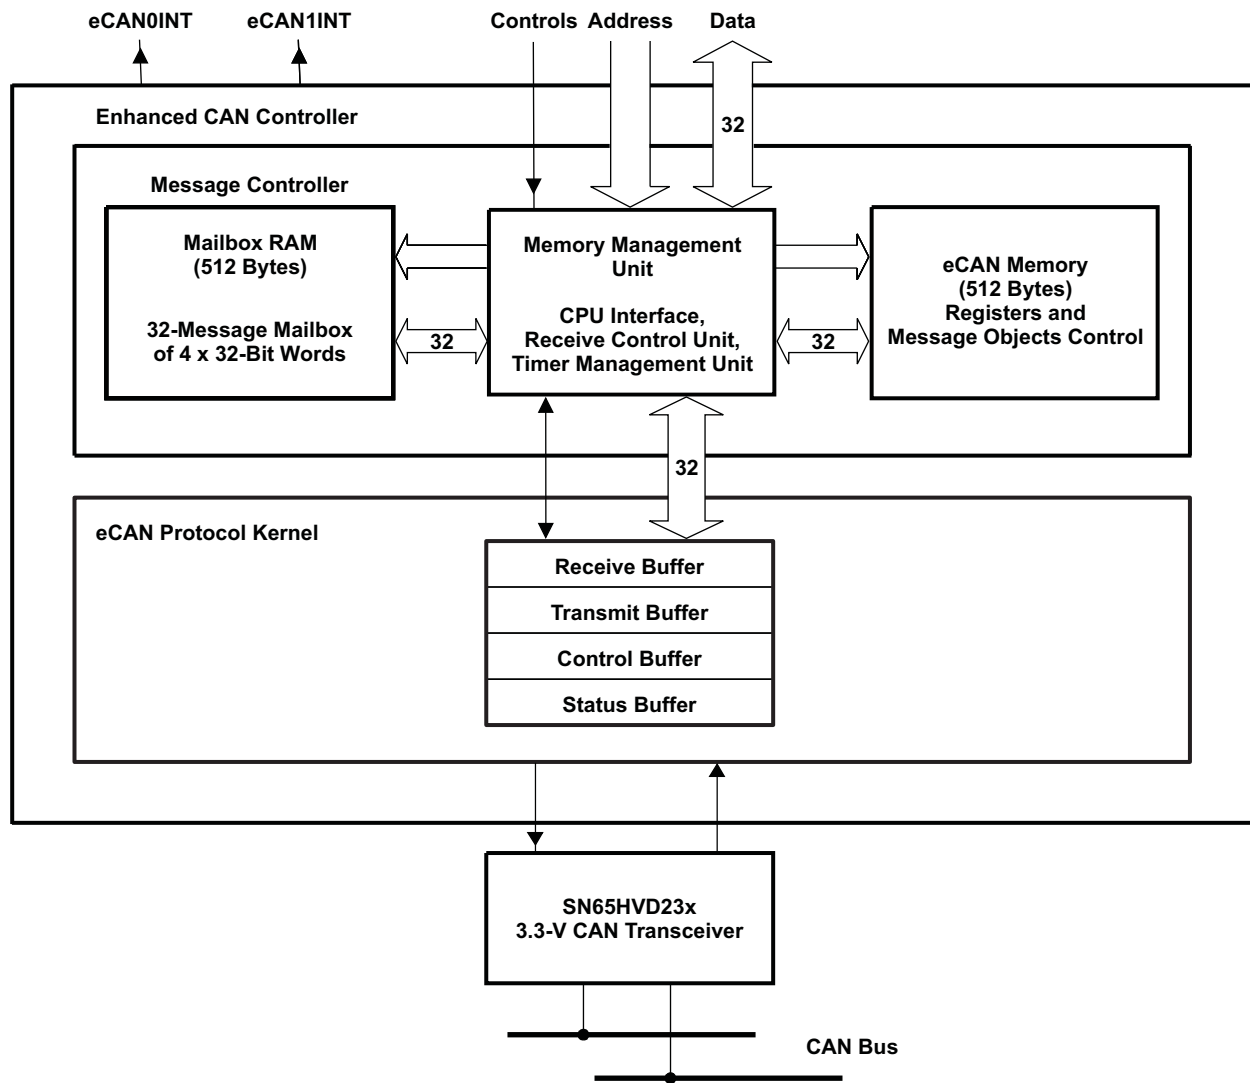 eCAN0INT
eCAN1INT
Controls
Address
Data
32
Enhanced CAN Controller
Message Controller
Mailbox RAM
(512 Bytes)
32-Message Mailbox
of 4 x 32-Bit Words
32
Memory Management
Unit
CPU Interface,
Receive Control Unit,
Timer Management Unit
32
eCAN Memory
(512 Bytes)
Registers and
Message Objects Control
32
eCAN Protocol Kernel
Receive Buffer
Transmit Buffer
Control Buffer
Status Buffer
SN65HVD23x
3.3-V CAN Transceiver
CAN Bus